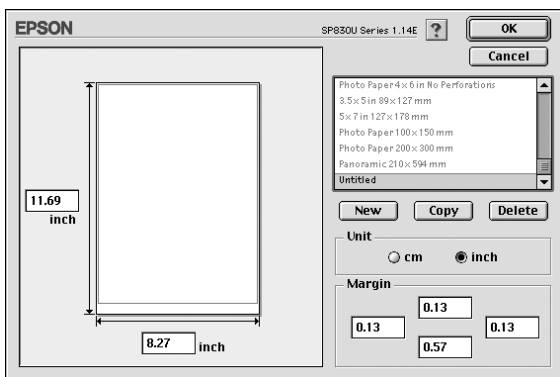 EPSON
SP830U Series 1.14E ? OK
Cancel
Photo Paper 4×6 in No Perforations
3.5×5 in 89×127 mm
5×7 in 127×178 mm
Photo Paper 100×150 mm
Photo Paper 200×300 mm
Panoramic 210×594 mm
Untitled
New Copy Delete
11.69
inch
8.27 inch
Unit
cm inch
Margin
0.13
0.13 0.13
0.57